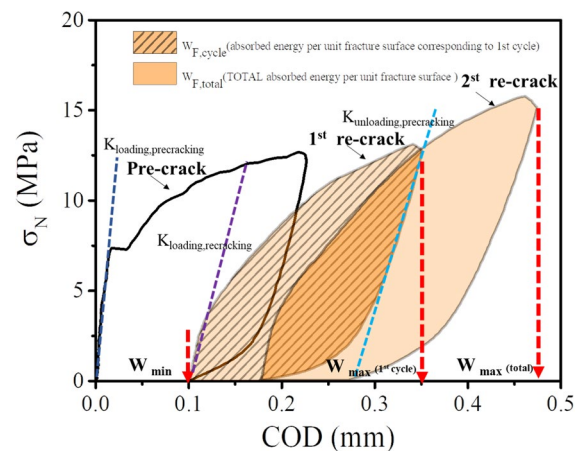 W_F,cycle(absorbed energy per unit fracture surface corresponding to 1st cycle)
W_F,total(TOTAL absorbed energy per unit fracture surface )
2st re-crack
K_unloading,precracking
1st re-crack
K_loading,precracking
Pre-crack
K_loading,recracking
W min
W max (1st cycle)
W max (total)
σ_N (MPa)
20
15
10
5
0
0.0
0.1
0.2
0.3
0.4
0.5
COD (mm)